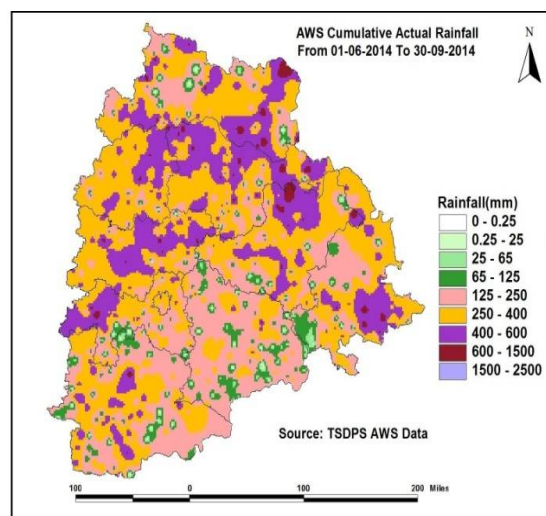 AWS Cumulative Actual Rainfall
From 01-06-2014 To 30-09-2014
N
Rainfall(mm)
0 - 0.25
0.25 - 25
25 - 65
65 - 125
125 - 250
250 - 400
400 - 600
600 - 1500
1500 - 2500
Source: TSDPS AWS Data
100 0 100 200 Miles